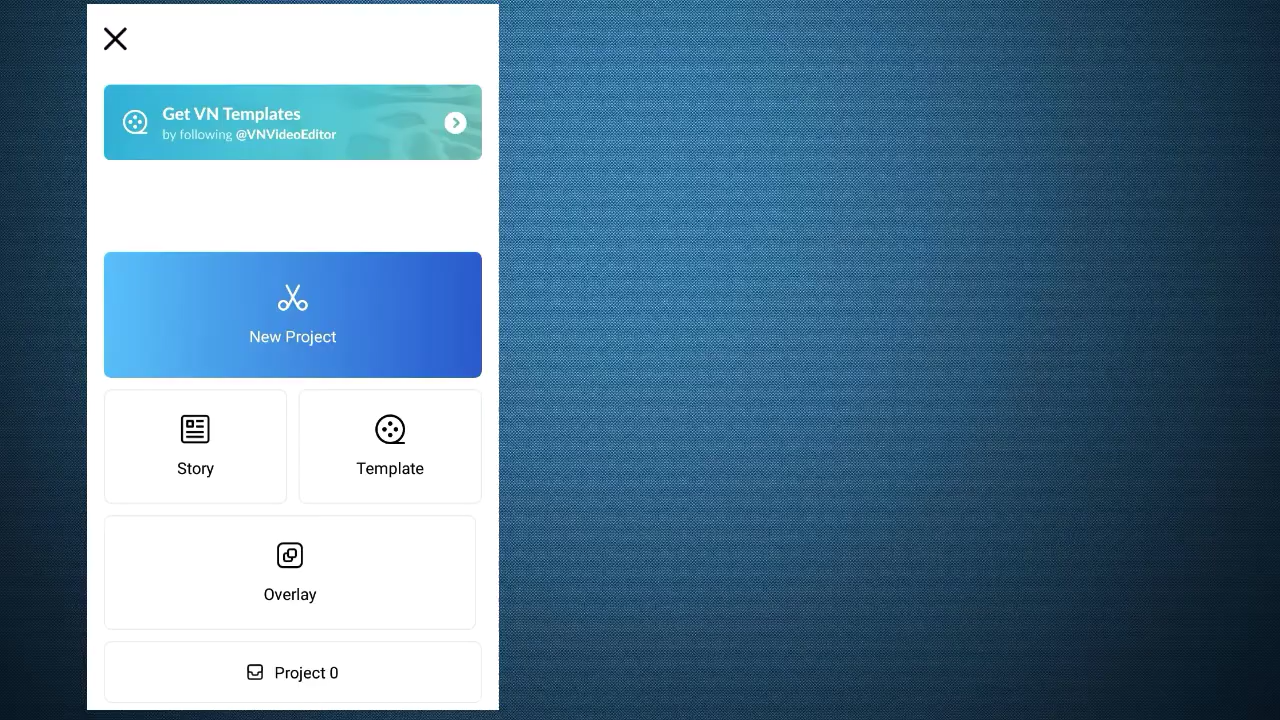 Get VN Templates
by following @VNVideoEditor
New Project
Story
Template
Overlay
Project 0